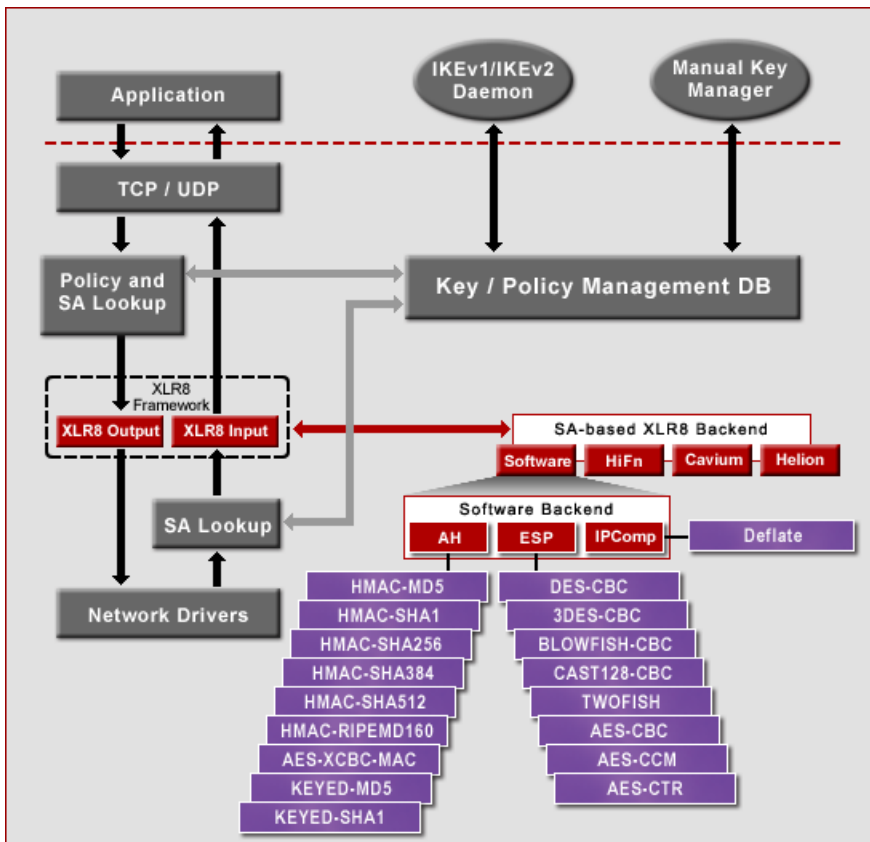 Application
IKEv1/IKEv2
Daemon
Manual Key
Manager
TCP / UDP
Policy and
SA Lookup
Key / Policy Management DB
XLR8
Framework
XLR8 Output
XLR8 Input
SA-based XLR8 Backend
Software
HiFn
Cavium
Helion
SA Lookup
Software Backend
AH
ESP
IPComp
Deflate
Network Drivers
HMAC-MD5
HMAC-SHA1
HMAC-SHA256
HMAC-SHA384
HMAC-SHA512
HMAC-RIPEMD160
AES-XCBC-MAC
KEYED-MD5
KEYED-SHA1
DES-CBC
3DES-CBC
BLOWFISH-CBC
CAST128-CBC
TWOFISH
AES-CBC
AES-CCM
AES-CTR